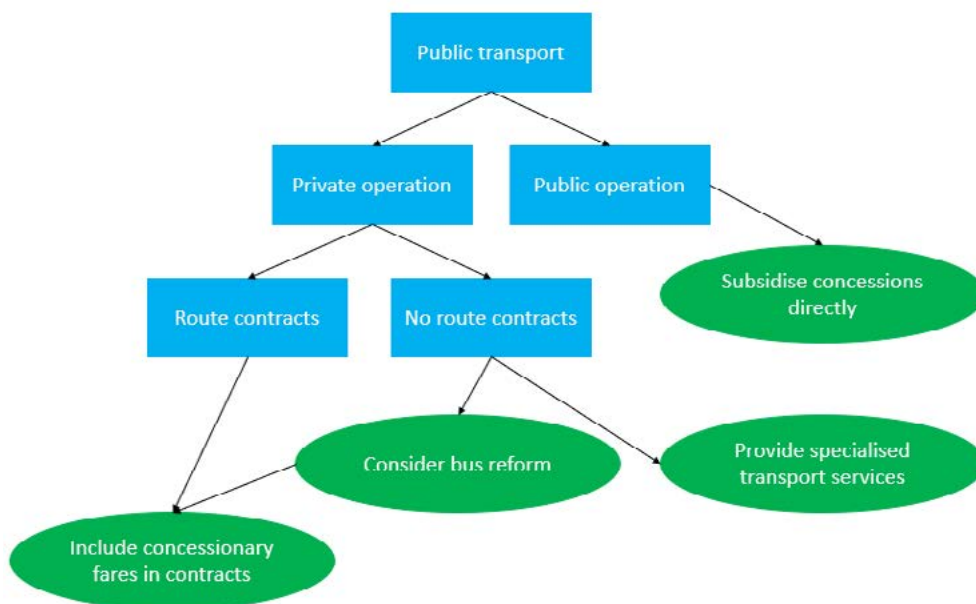 Public transport
Private operation
Public operation
Subsidise concessions
directly
Route contracts
No route contracts
Consider bus reform
Provide specialised
transport services
Include concessionary
fares in contracts